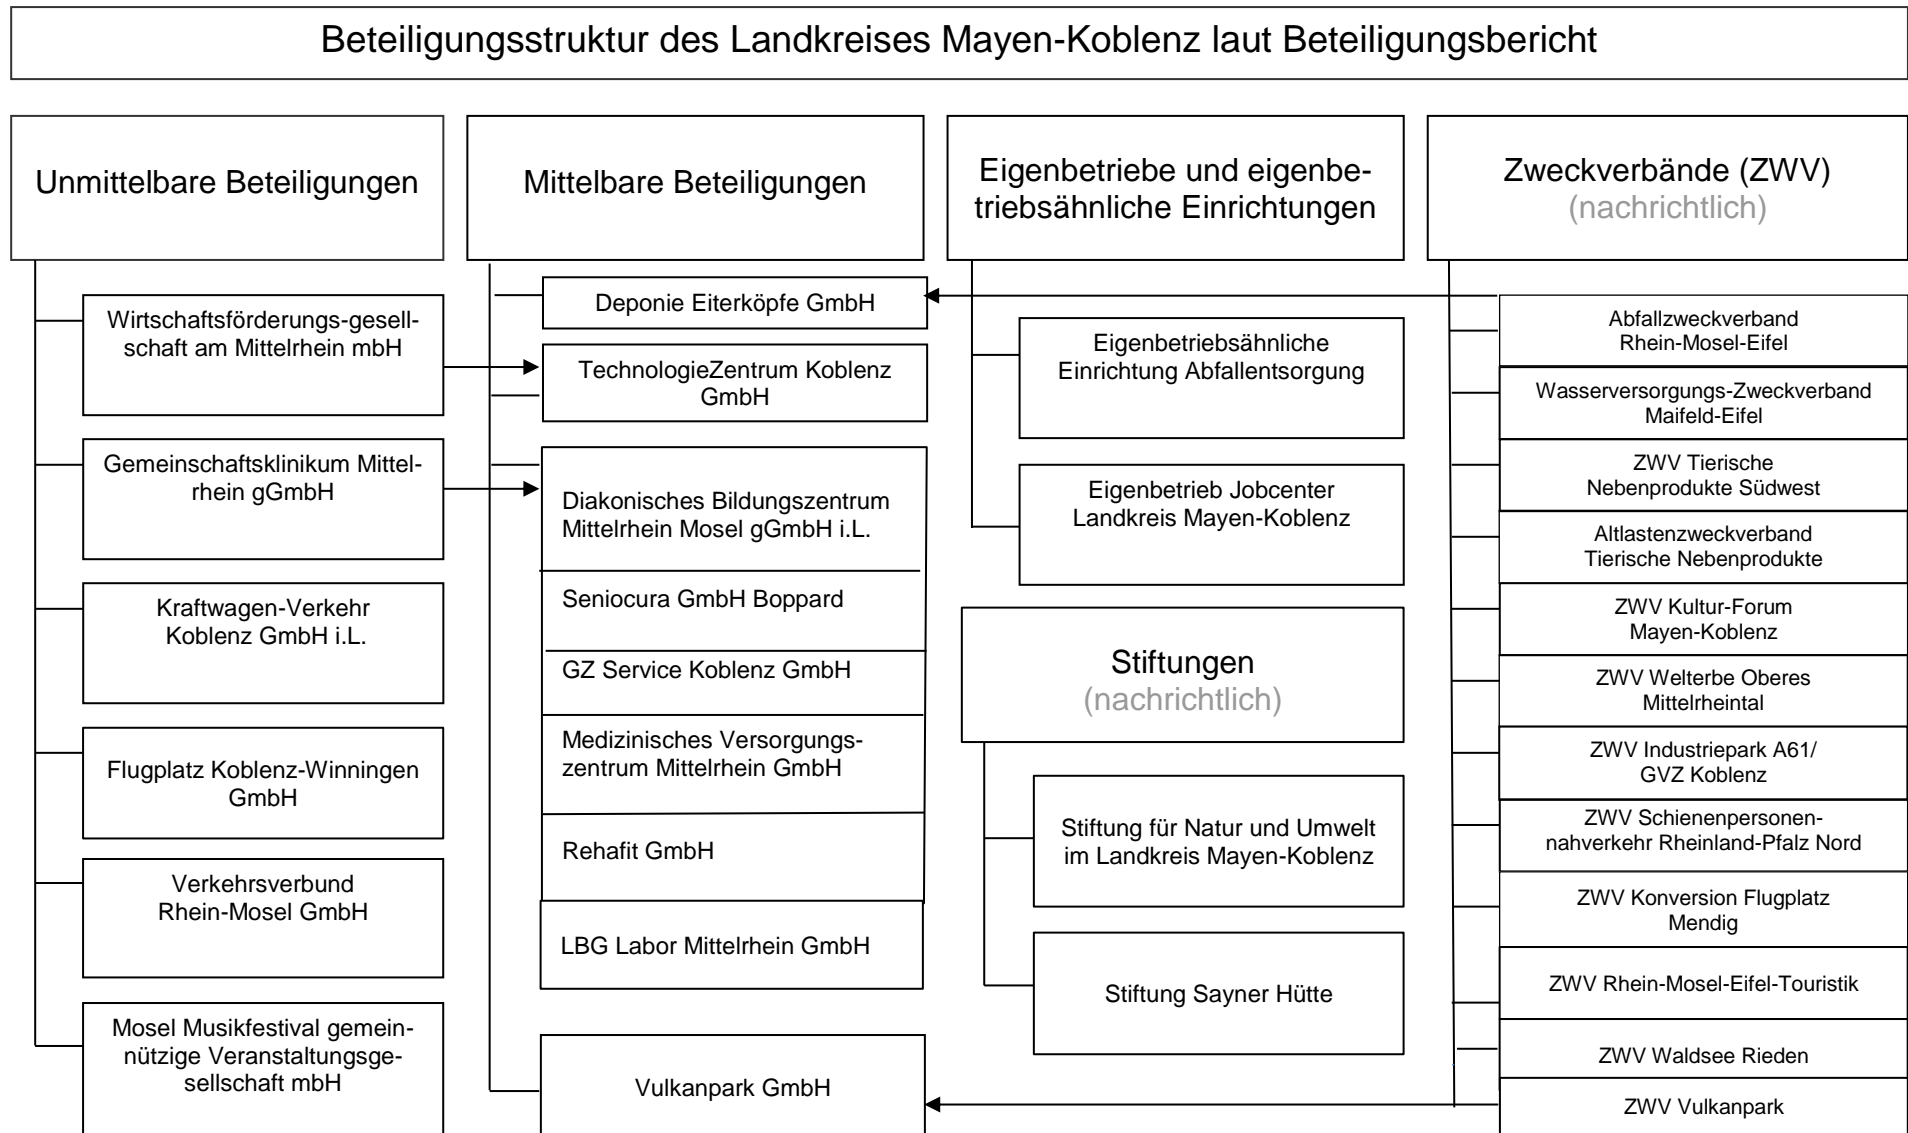 Beteiligungsstruktur des Landkreises Mayen-Koblenz laut Beteiligungsbericht
Unmittelbare Beteiligungen
Wirtschaftsförderungs-gesell-
schaft am Mittelrhein mbH
Gemeinschaftsklinikum Mittel-
rhein gGmbH
Kraftwagen-Verkehr
Koblenz GmbH i.L.
Flugplatz Koblenz-Winningen
GmbH
Verkehrsverbund
Rhein-Mosel GmbH
Mosel Musikfestival gemein-
nützige Veranstaltungsge-
sellschaft mbH
Mittelbare Beteiligungen
Deponie Eiterköpfe GmbH
TechnologieZentrum Koblenz
GmbH
Diakonisches Bildungszentrum
Mittelrhein Mosel gGmbH i.L.
Seniocura GmbH Boppard
GZ Service Koblenz GmbH
Medizinisches Versorgungs-
zentrum Mittelrhein GmbH
Rehafit GmbH
LBG Labor Mittelrhein GmbH
Vulkanpark GmbH
Eigenbetriebe und eigenbe-
triebsähnliche Einrichtungen
Eigenbetriebsähnliche
Einrichtung Abfallentsorgung
Eigenbetrieb Jobcenter
Landkreis Mayen-Koblenz
Stiftungen
(nachrichtlich)
Stiftung für Natur und Umwelt
im Landkreis Mayen-Koblenz
Stiftung Sayner Hütte
Zweckverbände (ZWV)
(nachrichtlich)
Abfallzweckverband
Rhein-Mosel-Eifel
Wasserversorgungs-Zweckverband
Maifeld-Eifel
ZWV Tierische
Nebenprodukte Südwest
Altlastenzweckverband
Tierische Nebenprodukte
ZWV Kultur-Forum
Mayen-Koblenz
ZWV Welterbe Oberes
Mittelrheintal
ZWV Industriepark A61/
GVZ Koblenz
ZWV Schienenpersonen-
nahverkehr Rheinland-Pfalz Nord
ZWV Konversion Flugplatz
Mendig
ZWV Rhein-Mosel-Eifel-Touristik
ZWV Waldsee Rieden
ZWV Vulkanpark